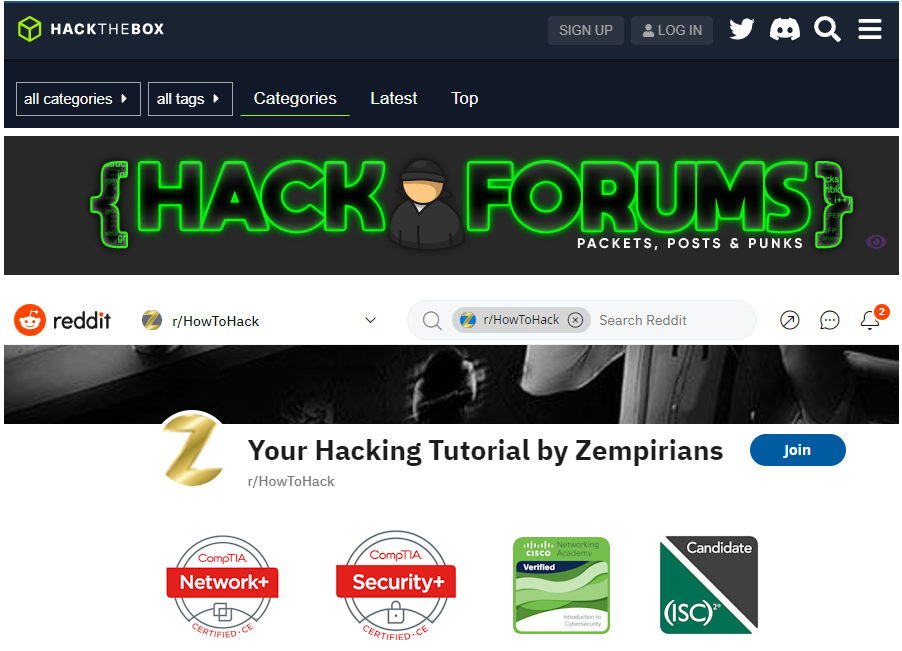 HACKTHEBOX
SIGN UP
LOG IN
all categories
all tags
Categories
Latest
Top
{HACK FORUMS}
PACKETS, POSTS & PUNKS
reddit
r/HowToHack
r/HowToHack
Search Reddit
2
Z
Your Hacking Tutorial by Zempirians
Join
r/HowToHack
CompTIA.
Network+
CERTIFIED·CE
CompTIA.
Security+
CERTIFIED·CE
CISCO
Networking
Academy
Verified
Introduction to
Cybersecurity
Candidate
(ISC)²®